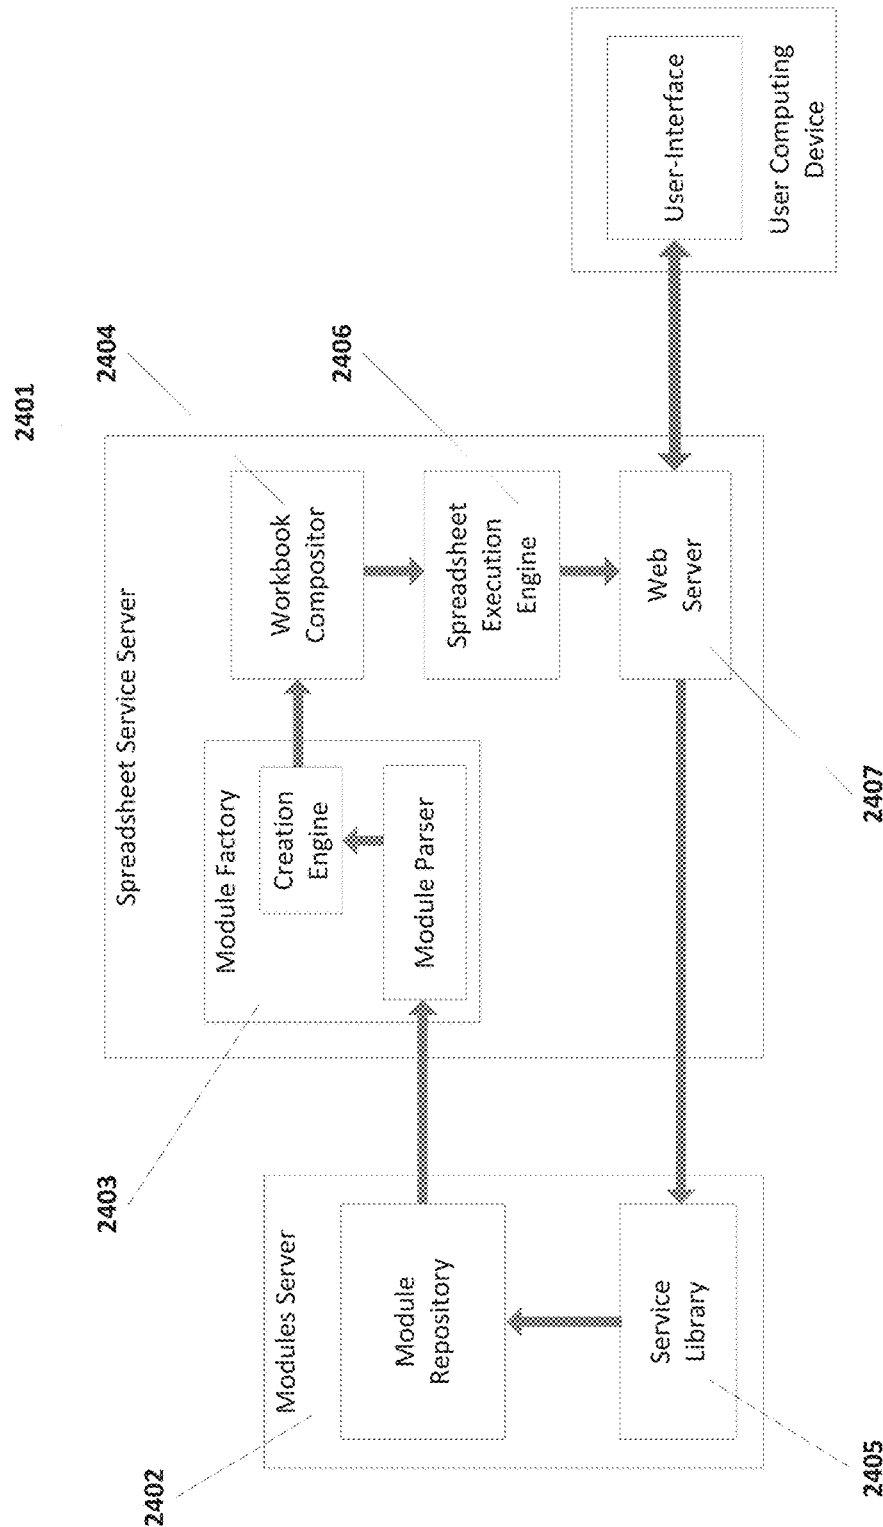 2401
Spreadsheet Service Server
2402
Modules Server
Module
Repository
Service
Library
2405
2403
Module Factory
Creation
Engine
Module Parser
2404
Workbook
Compositor
2406
Spreadsheet
Execution
Engine
Web
Server
2407
User-Interface
User Computing
Device